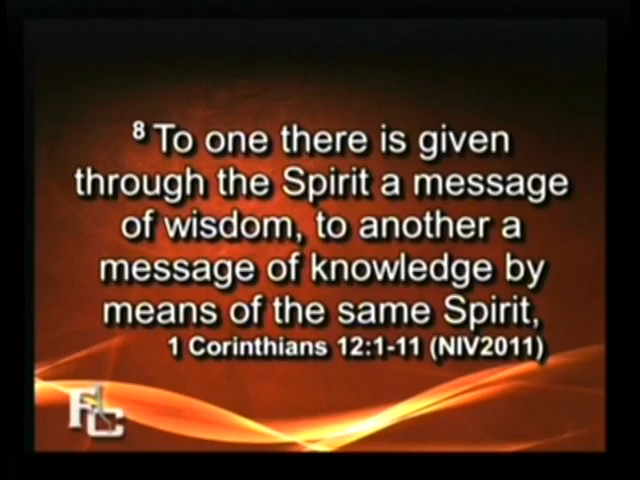 8 To one there is given
through the Spirit a message
of wisdom, to another a
message of knowledge by
means of the same Spirit,
1 Corinthians 12:1-11 (NIV2011)
FLC